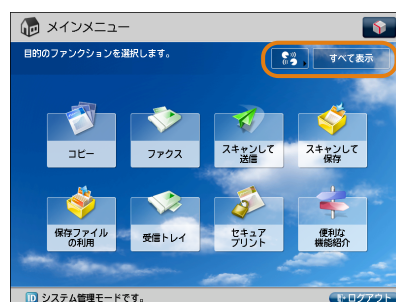 メインメニュー
目的のファンクションを選択します。
すべて表示
コピー
ファクス
スキャンして
送信
スキャンして
保存
保存ファイル
の利用
受信トレイ
セキュア
プリント
便利な
機能紹介
ID システム管理モードです。
ログアウト